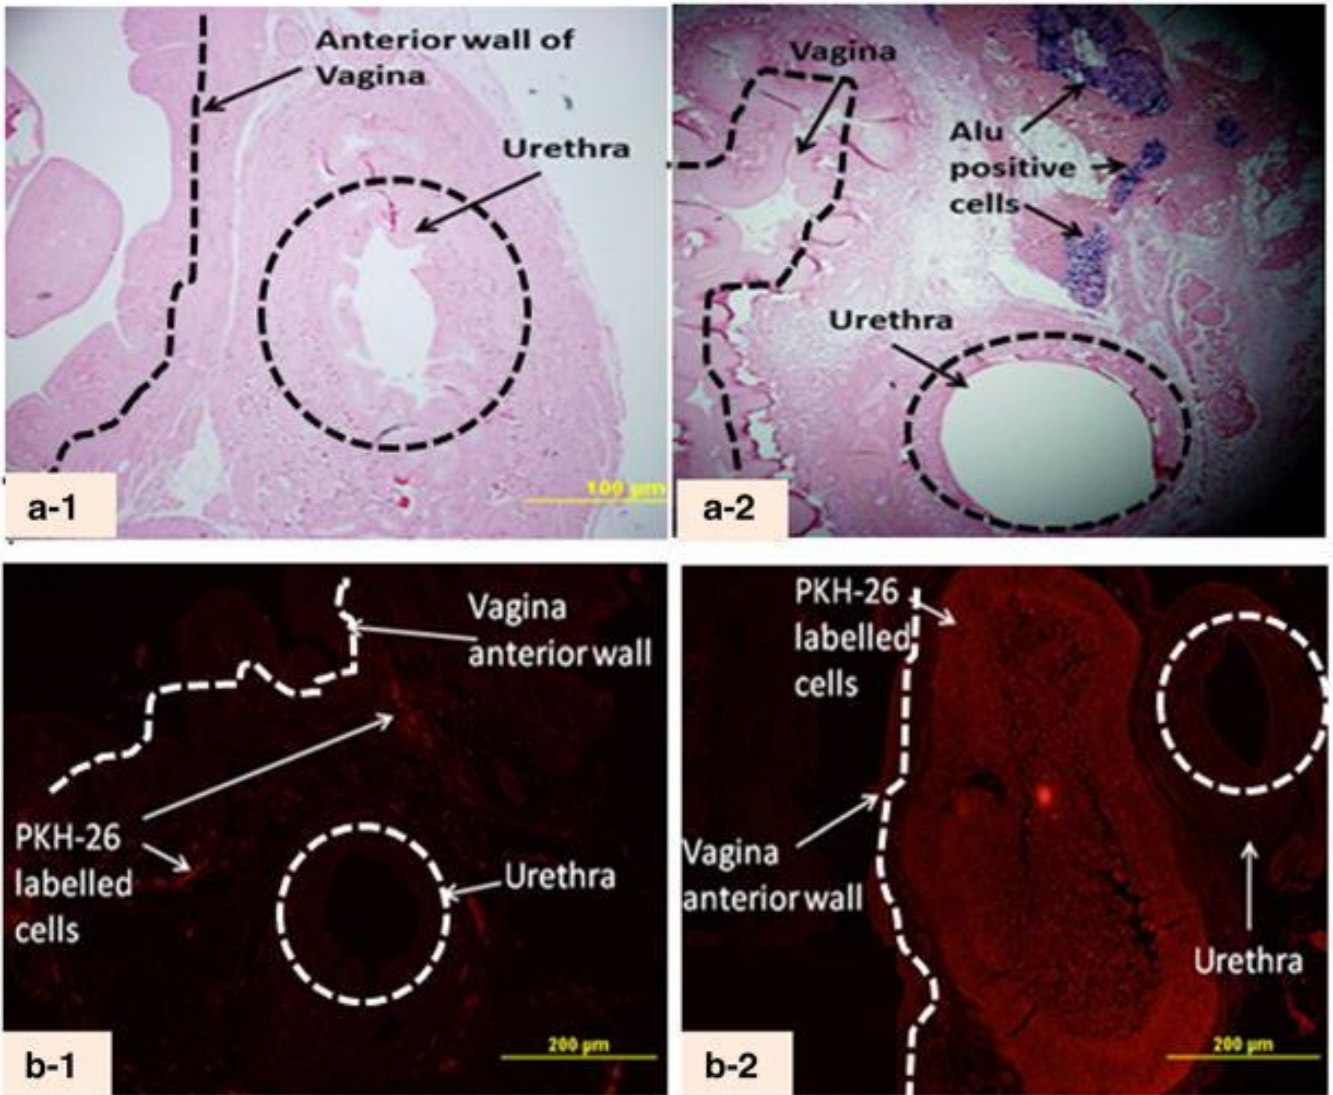 Anterior wall of
Vagina
Urethra
100 µm
a-1
Vagina
Alu
positive
cells
Urethra
a-2
Vagina
anterior wall
PKH-26
labelled
cells
Urethra
200 µm
b-1
PKH-26
labelled
cells
Vagina
anterior wall
Urethra
200 µm
b-2